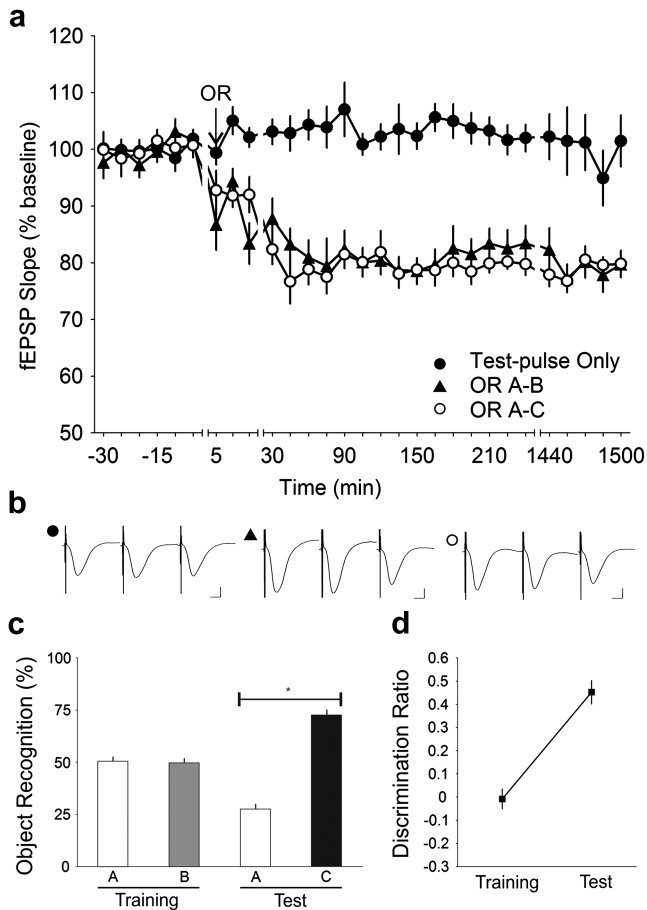 a
120
110
100
90
80
70
60
50
fEPSP Slope (% baseline)
OR
Test-pulse Only
OR A-B
OR A-C
-30 -15 5 30 90 150 210 1440 1500
Time (min)
b
c
d
100
75
50
25
0
Object Recognition (%)
*
A B A C
Training Test
0.6
0.5
0.4
0.3
0.2
0.1
0
-0.1
-0.2
-0.3
Discrimination Ratio
Training Test